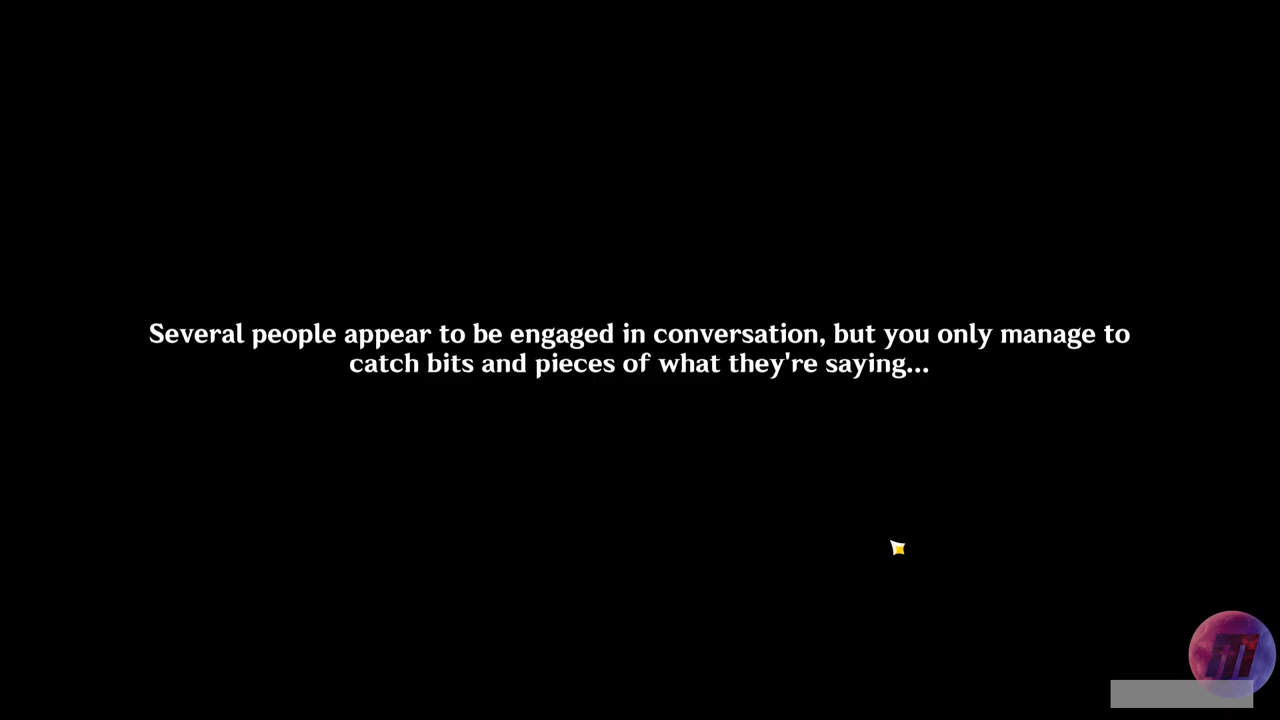 Several people appear to be engaged in conversation, but you only manage to
catch bits and pieces of what they're saying...